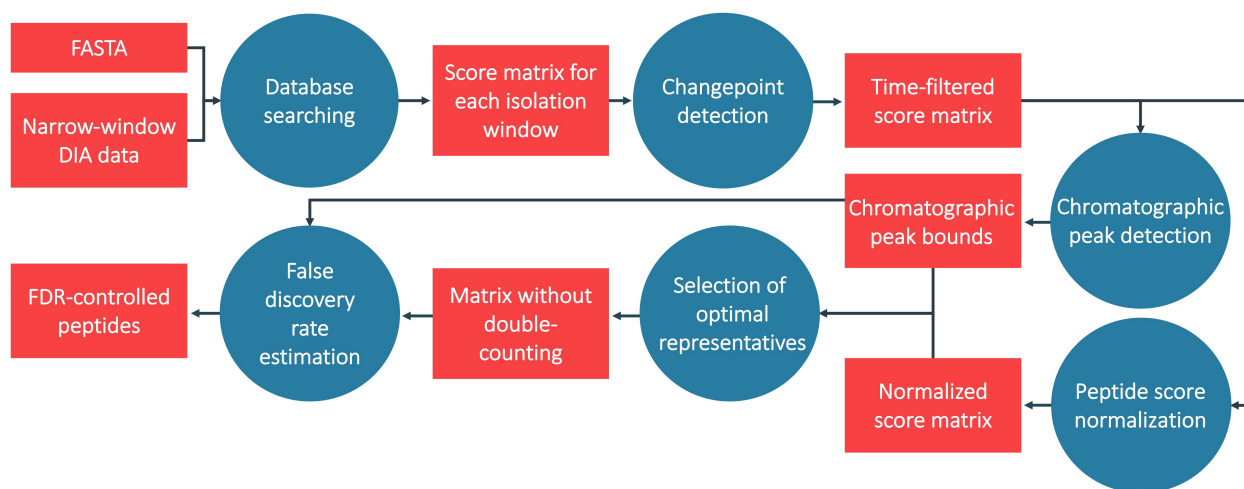 FASTA
Narrow-window
DIA data
Database
searching
Score matrix for
each isolation
window
Changepoint
detection
Time-filtered
score matrix
Chromatographic
peak detection
Chromatographic
peak bounds
Peptide score
normalization
Normalized
score matrix
Selection of
optimal
representatives
Matrix without
double-
counting
False
discovery
rate
estimation
FDR-controlled
peptides